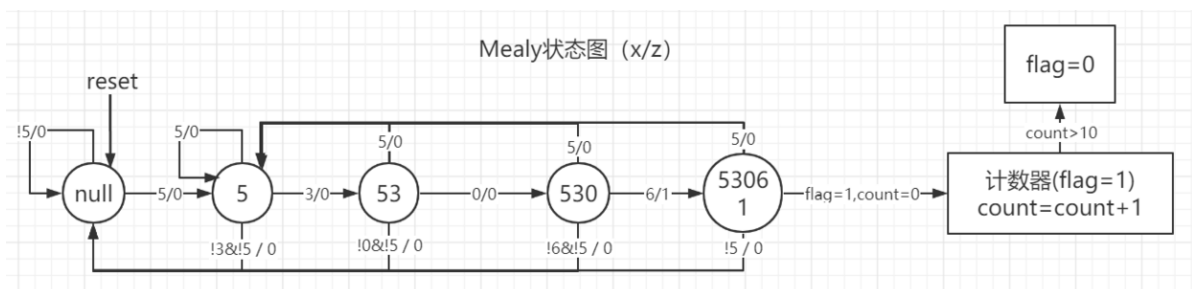 Mealy状态图（x/z）
flag=0
reset
!5/0
5/0
5/0
5/0
5/0
count>10
null
5/0
5
3/0
53
0/0
530
6/1
5306
1
flag=1,count=0
计数器(flag=1)
count=count+1
!3&!5 / 0
!0&!5 / 0
!6&!5 / 0
!5 / 0